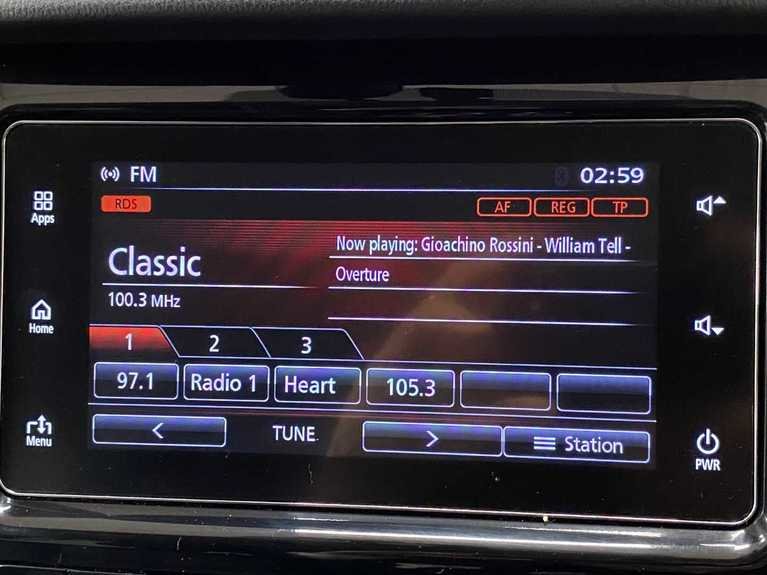 FM 02:59
RDS AF REG TP
Apps
Now playing: Gioachino Rossini - William Tell -
Classic
Overture
100.3 MHz
Home
1 2 3
97.1 Radio 1 Heart 105.3
< TUNE > Station
Menu
PWR